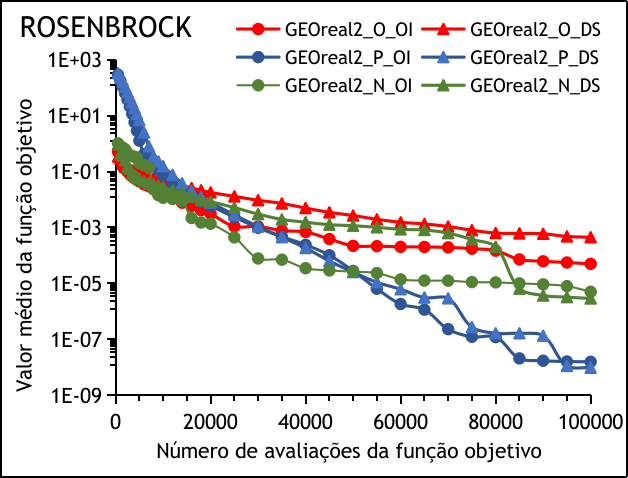 ROSENBROCK
GEOreal2_O_OI GEOreal2_O_DS
GEOreal2_P_OI GEOreal2_P_DS
GEOreal2_N_OI GEOreal2_N_DS
Valor médio da função objetivo
1E+03
1E+01
1E-01
1E-03
1E-05
1E-07
1E-09
0 20000 40000 60000 80000 100000
Número de avaliações da função objetivo